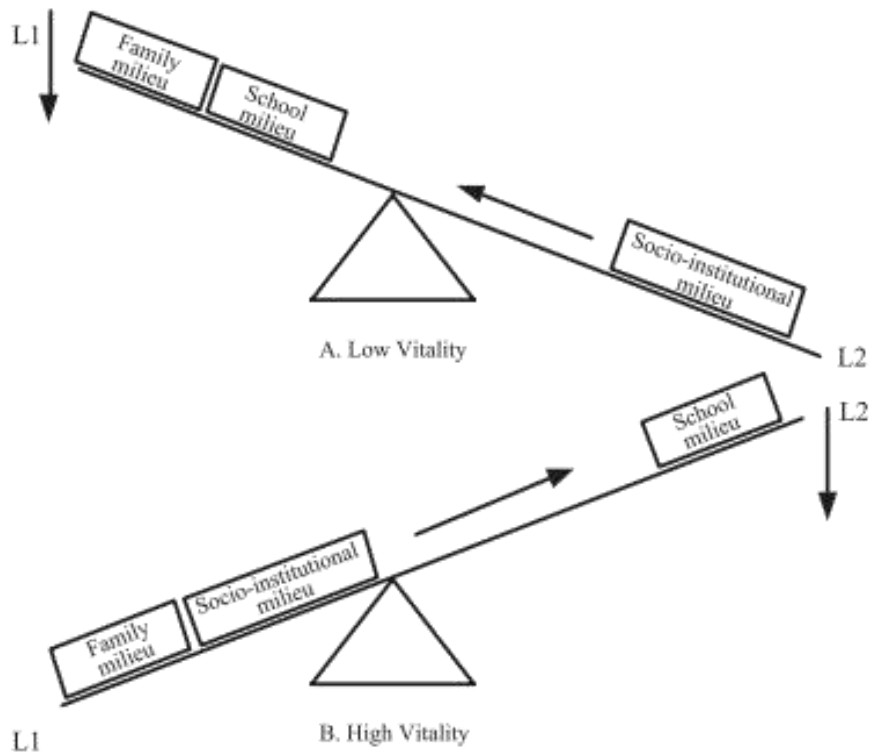 L1
Family
milieu
School
milieu
Socio-institutional
milieu
A. Low Vitality
L2
School
milieu
L2
Socio-institutional
milieu
Family
milieu
L1
B. High Vitality